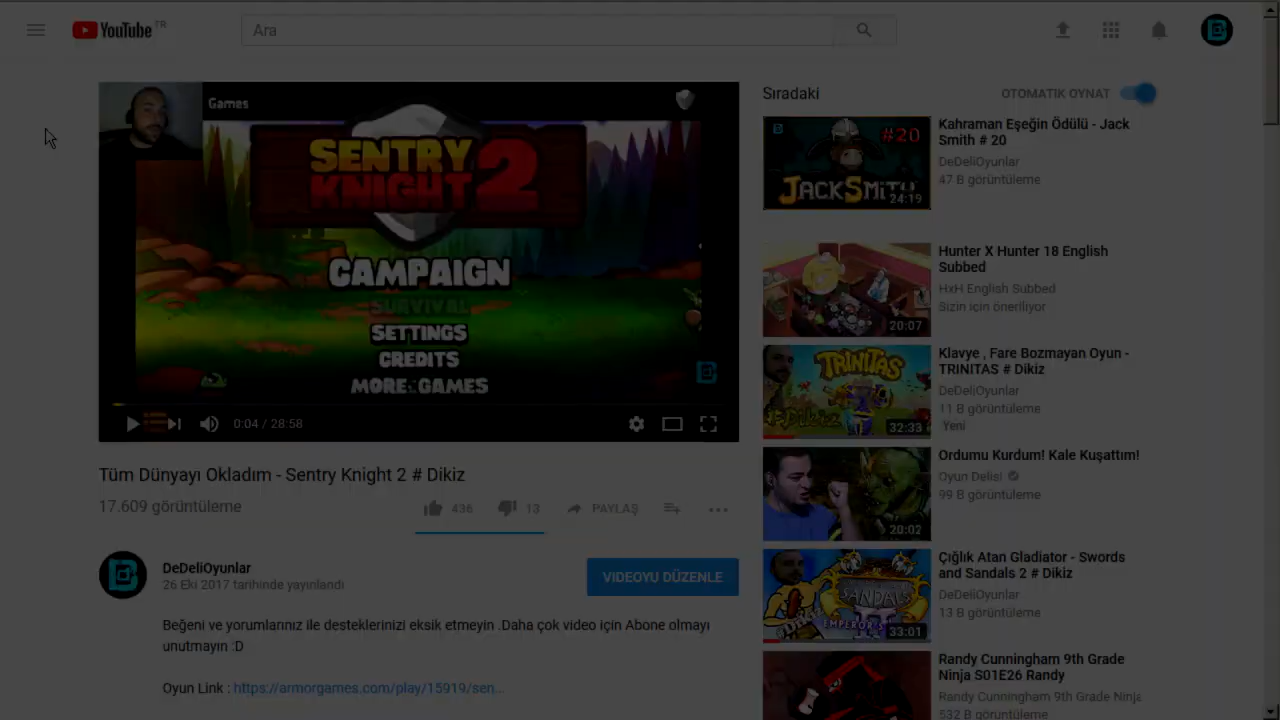 YouTube TR
Ara
Games
SENTRY
KNIGHT 2
CAMPAIGN
SURVIVAL
SETTINGS
CREDITS
MORE GAMES
0:04 / 28:58
Tüm Dünyayı Okladım - Sentry Knight 2 # Dikiz
17.609 görüntüleme
436
13
PAYLAŞ
DeDeliOyunlar
26 Eki 2017 tarihinde yayınlandı
VIDEOYU DÜZENLE
Beğeni ve yorumlarınız ile desteklerinizi eksik etmeyin .Daha çok video için Abone olmayı
unutmayın :D
Oyun Link : https://armorgames.com/play/15919/sen...
Sıradaki
OTOMATIK OYNAT
#20
JACKSMITH
24:19
Kahraman Eşeğin Ödülü - Jack
Smith # 20
DeDeliOyunlar
47 B görüntüleme
20:07
Hunter X Hunter 18 English
Subbed
HxH English Subbed
Sizin için öneriliyor
TRINITAS
#Dikiz
32:33
Klavye , Fare Bozmayan Oyun -
TRINITAS # Dikiz
DeDeliOyunlar
11 B görüntüleme
Yeni
20:02
Ordumu Kurdum! Kale Kuşattım!
Oyun Delisi
99 B görüntüleme
SANDALS
EMPEROR'S
33:01
Çığlık Atan Gladiator - Swords
and Sandals 2 # Dikiz
DeDeliOyunlar
13 B görüntüleme
Randy Cunningham 9th Grade
Ninja S01E26 Randy
Randy Cunningham 9th Grade Ninja
532 B görüntüleme